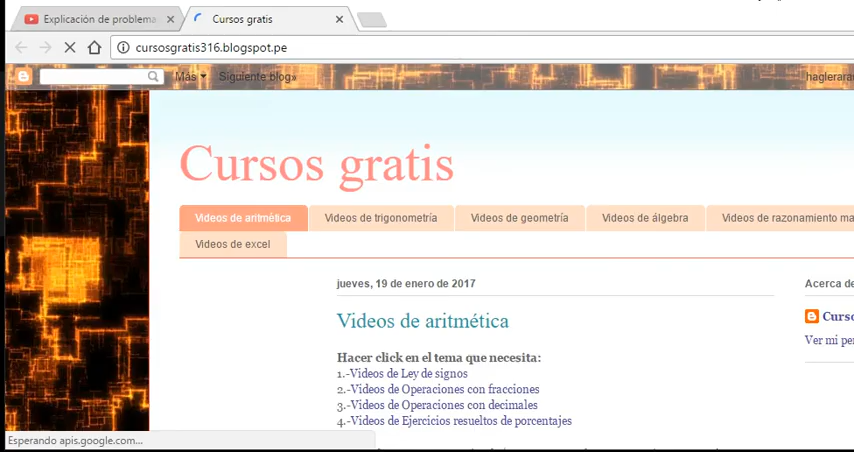 Explicación de problema
Cursos gratis
cursosgratis316.blogspot.pe
Más
Siguiente blog»
Cursos gratis
Videos de aritmética
Videos de trigonometría
Videos de geometría
Videos de álgebra
Videos de razonamiento ma
Videos de excel
jueves, 19 de enero de 2017
Acerca de
Videos de aritmética
Curso
Ver mi per
Hacer click en el tema que necesita:
1.-Videos de Ley de signos
2.-Videos de Operaciones con fracciones
3.-Videos de Operaciones con decimales
4.-Videos de Ejercicios resueltos de porcentajes
Esperando apis.google.com...